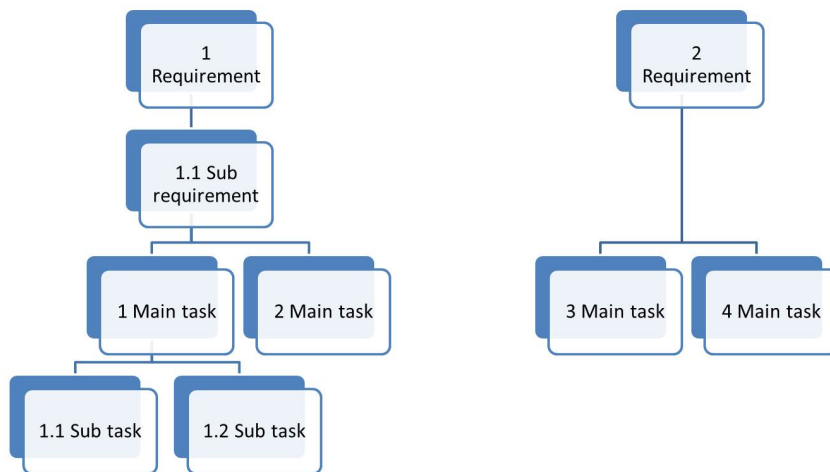 1
Requirement
2
Requirement
1.1 Sub
requirement
1 Main task
2 Main task
3 Main task
4 Main task
1.1 Sub task
1.2 Sub task